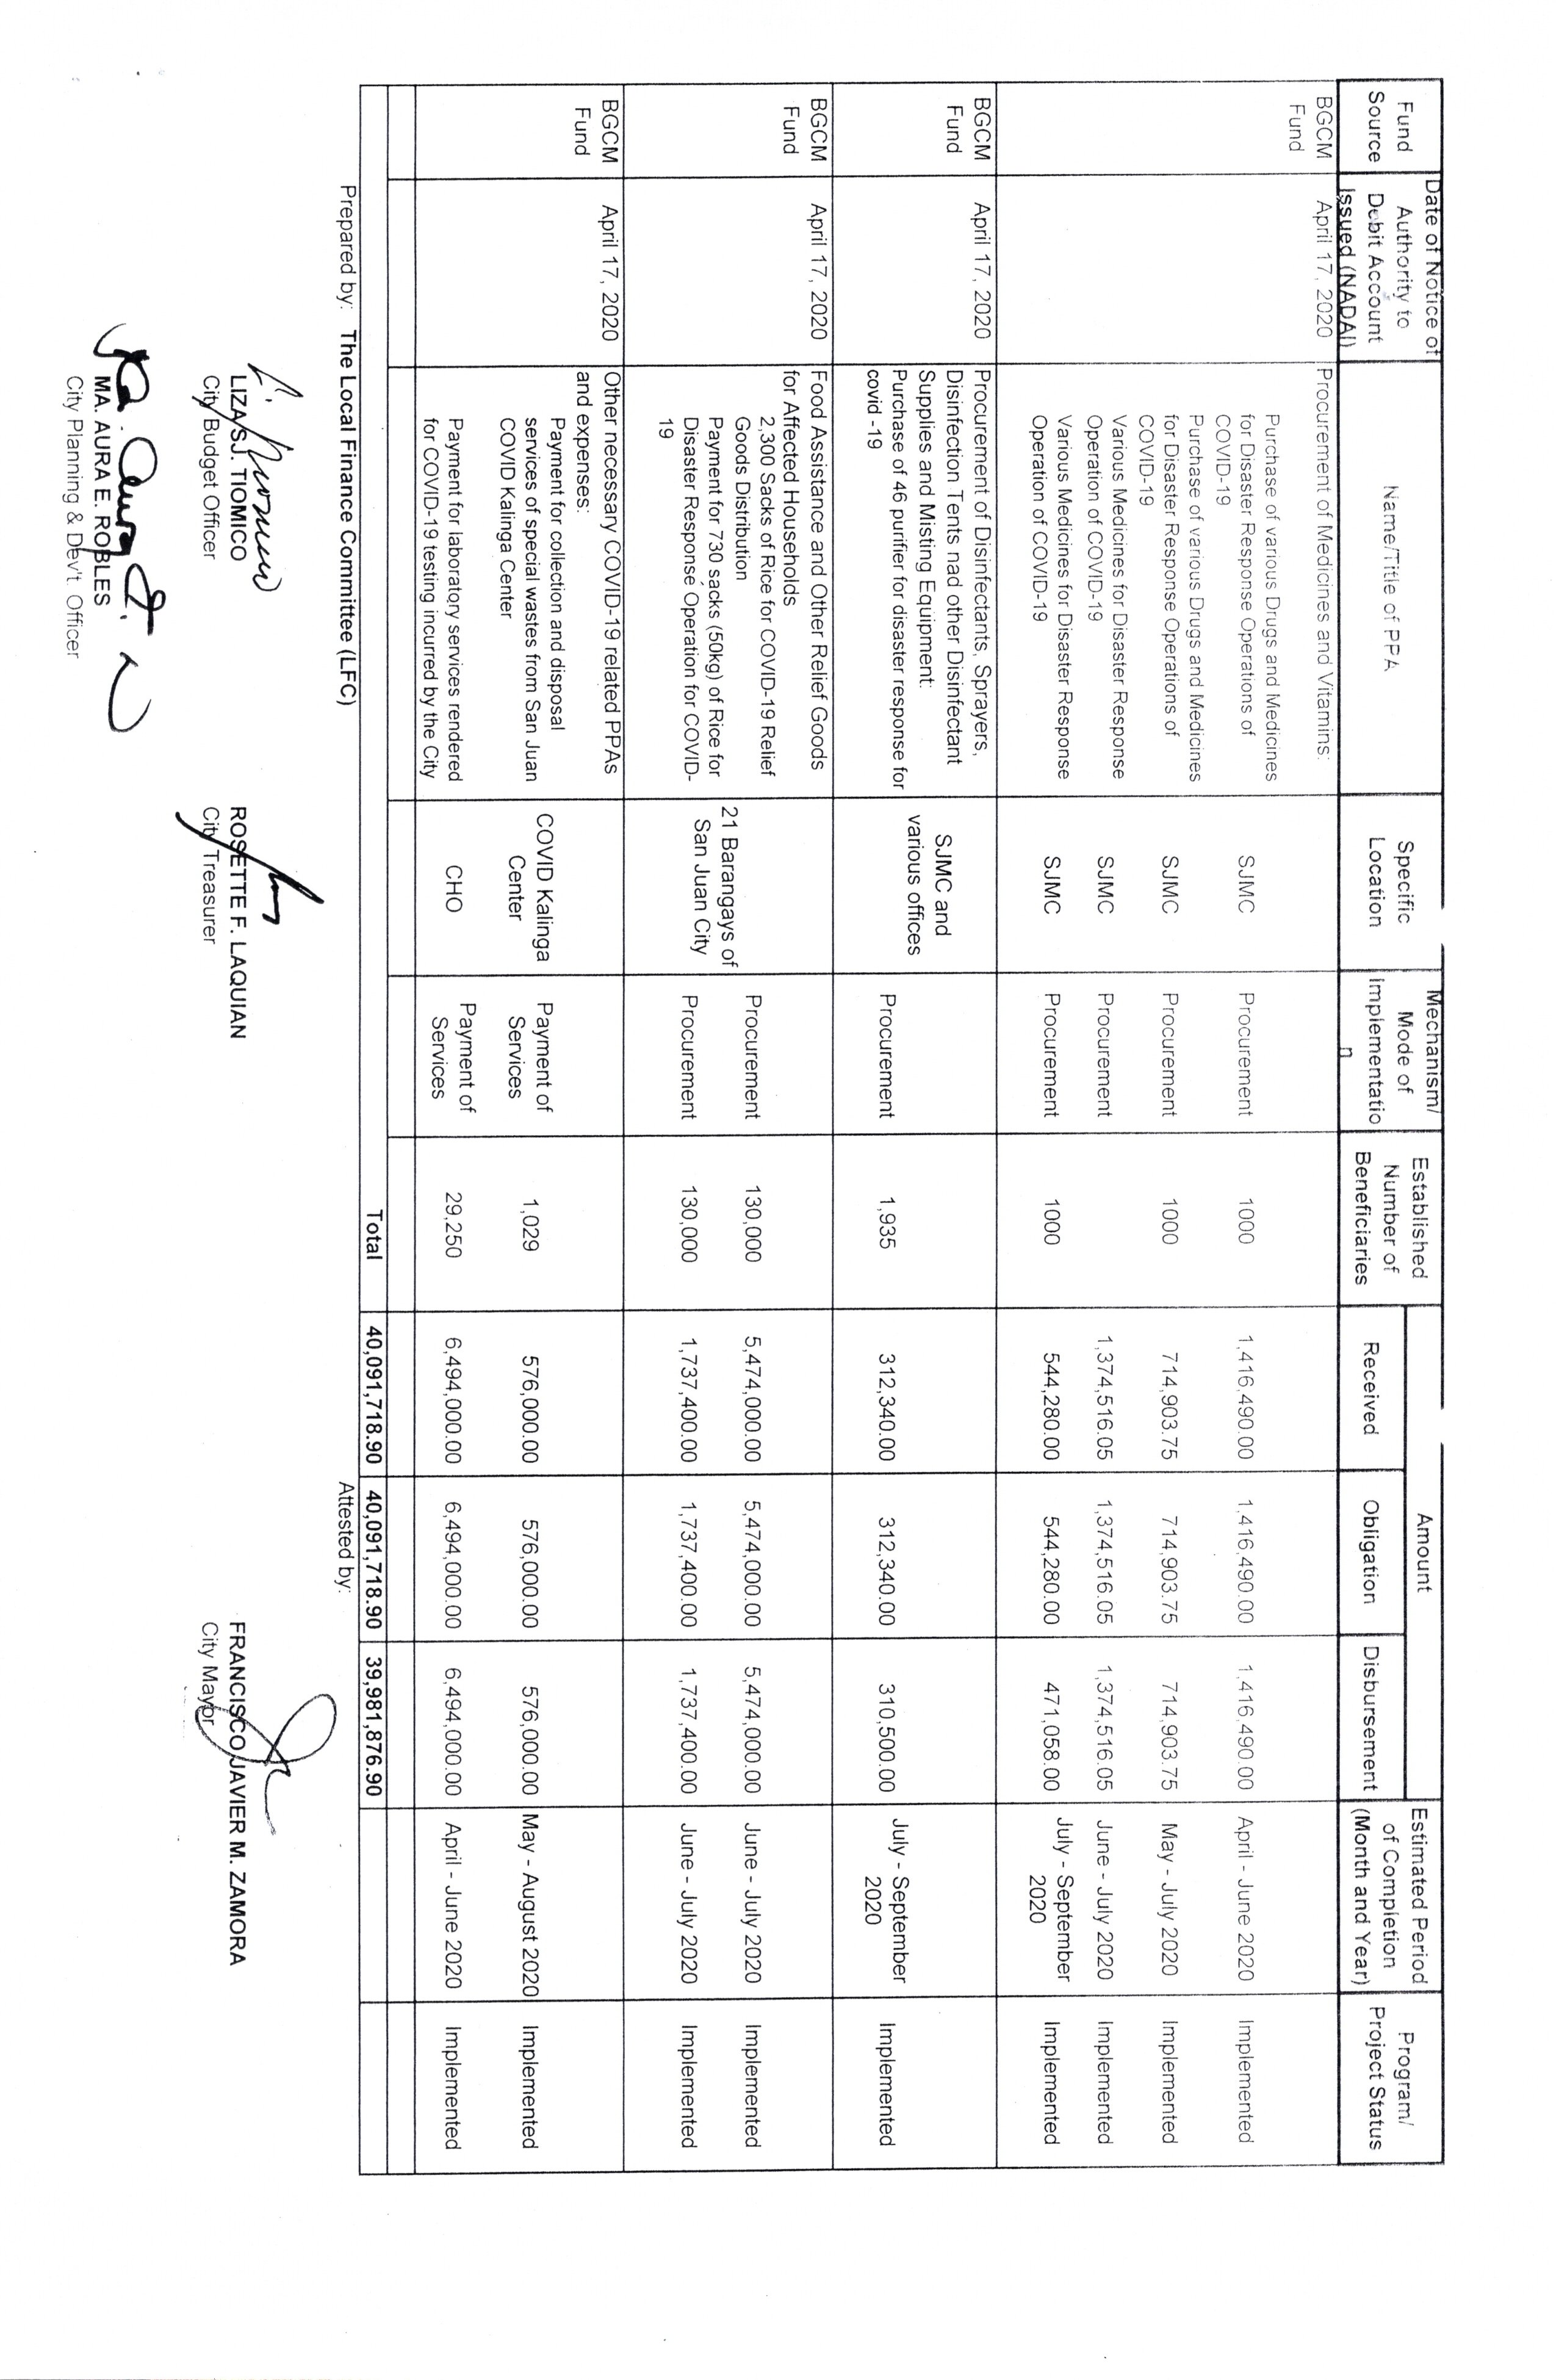 Fund Source
Date of Notice of Authority to Debit Account Issued (NADAI)
Name/Title of PPA
Specific Location
Mechanism/ Mode of Implementatio n
Established Number of Beneficiaries
Amount
Received Obligation Disbursement
Estimated Period of Completion (Month and Year)
Program/ Project Status
BGCM April 17, 2020 Procurement of Medicines and Vitamins:
Fund
Purchase of various Drugs and Medicines
for Disaster Response Operations of SJMC Procurement 1000 1,416,490.00 1,416,490.00 1,416,490.00 April - June 2020 Implemented
COVID-19
Purchase of various Drugs and Medicines
for Disaster Response Operations of SJMC Procurement 1000 714,903.75 714,903.75 714,903.75 May - July 2020 Implemented
COVID-19
Various Medicines for Disaster Response
Operation of COVID-19 SJMC Procurement 1,374,516.05 1,374,516.05 1,374,516.05 June - July 2020 Implemented
Various Medicines for Disaster Response July - September
Operation of COVID-19 SJMC Procurement 1000 544,280.00 544,280.00 471,058.00 2020 Implemented
BGCM April 17, 2020 Procurement of Disinfectants, Sprayers,
Fund Disinfection Tents nad other Disinfectant SJMC and
Supplies and Misting Equipment: various offices
Purchase of 46 purifier for disaster response for July - September
covid -19 Procurement 1,935 312,340.00 312,340.00 310,500.00 2020 Implemented
BGCM April 17, 2020 Food Assistance and Other Relief Goods
Fund for Affected Households
2,300 Sacks of Rice for COVID-19 Relief
Goods Distribution Procurement 130,000 5,474,000.00 5,474,000.00 5,474,000.00 June - July 2020 Implemented
21 Barangays of
San Juan City
Payment for 730 sacks (50kg) of Rice for
Disaster Response Operation for COVID- Procurement 130,000 1,737,400.00 1,737,400.00 1,737,400.00 June - July 2020 Implemented
19
BGCM April 17, 2020 Other necessary COVID-19 related PPAs
Fund and expenses:
Payment for collection and disposal COVID Kalinga Payment of
services of special wastes from San Juan Center Services 1,029 576,000.00 576,000.00 576,000.00 May - August 2020 Implemented
COVID Kalinga Center
Payment for laboratory services rendered CHO Payment of 29,250 6,494,000.00 6,494,000.00 6,494,000.00 April - June 2020 Implemented
for COVID-19 testing incurred by the City Services
Total 40,091,718.90 40,091,718.90 39,981,876.90
Prepared by: The Local Finance Committee (LFC) Attested by:
LIZA SJ. TIOMICO ROSETTE F. LAQUIAN FRANCISCO JAVIER M. ZAMORA
City Budget Officer City Treasurer City Mayor
MA. AURA E. ROBLES
City Planning & Dev't. Officer